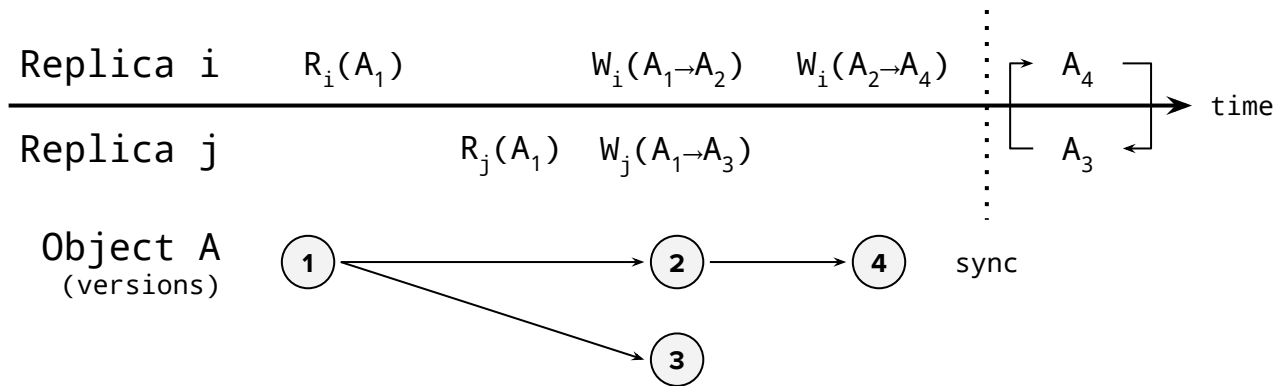 Replica i R_i(A_1) W_i(A_1→A_2) W_i(A_2→A_4) A_4
time
Replica j R_j(A_1) W_j(A_1→A_3) A_3
Object A 1 2 4 sync
(versions)
3